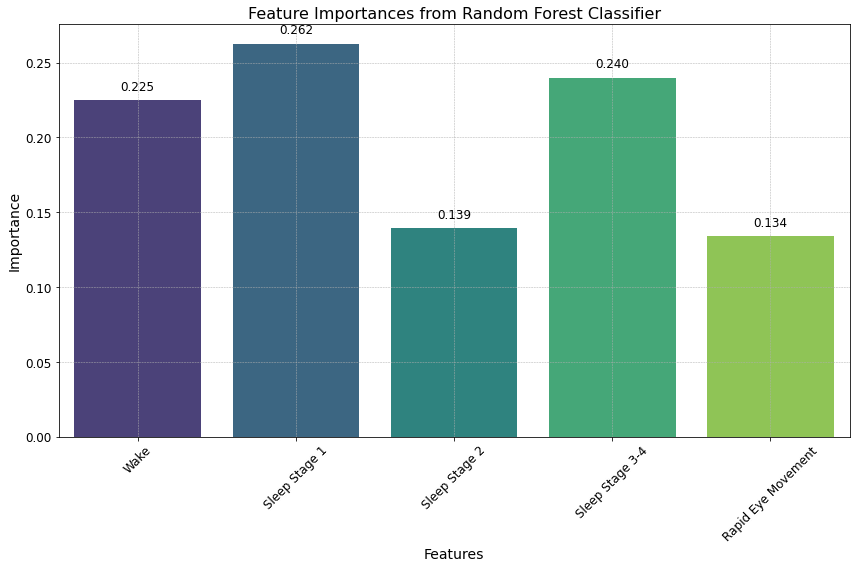 Feature Importances from Random Forest Classifier
0.262
0.240
0.225
0.139
0.134
0.25
0.20
0.15
0.10
0.05
0.00
Importance
Wake
Sleep Stage 1
Sleep Stage 2
Sleep Stage 3-4
Rapid Eye Movement
Features